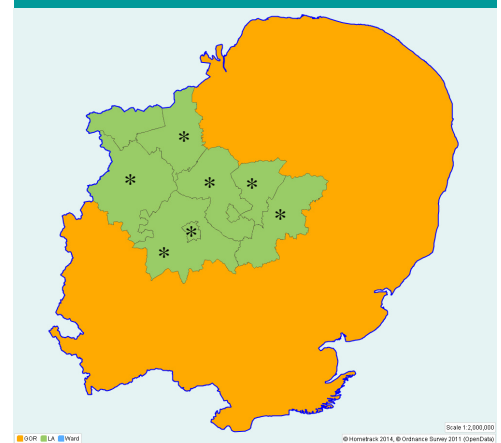 Scale 1:2,000,000
GOR LA Ward
© Hometrack 2014, © Ordnance Survey 2011 (OpenData)